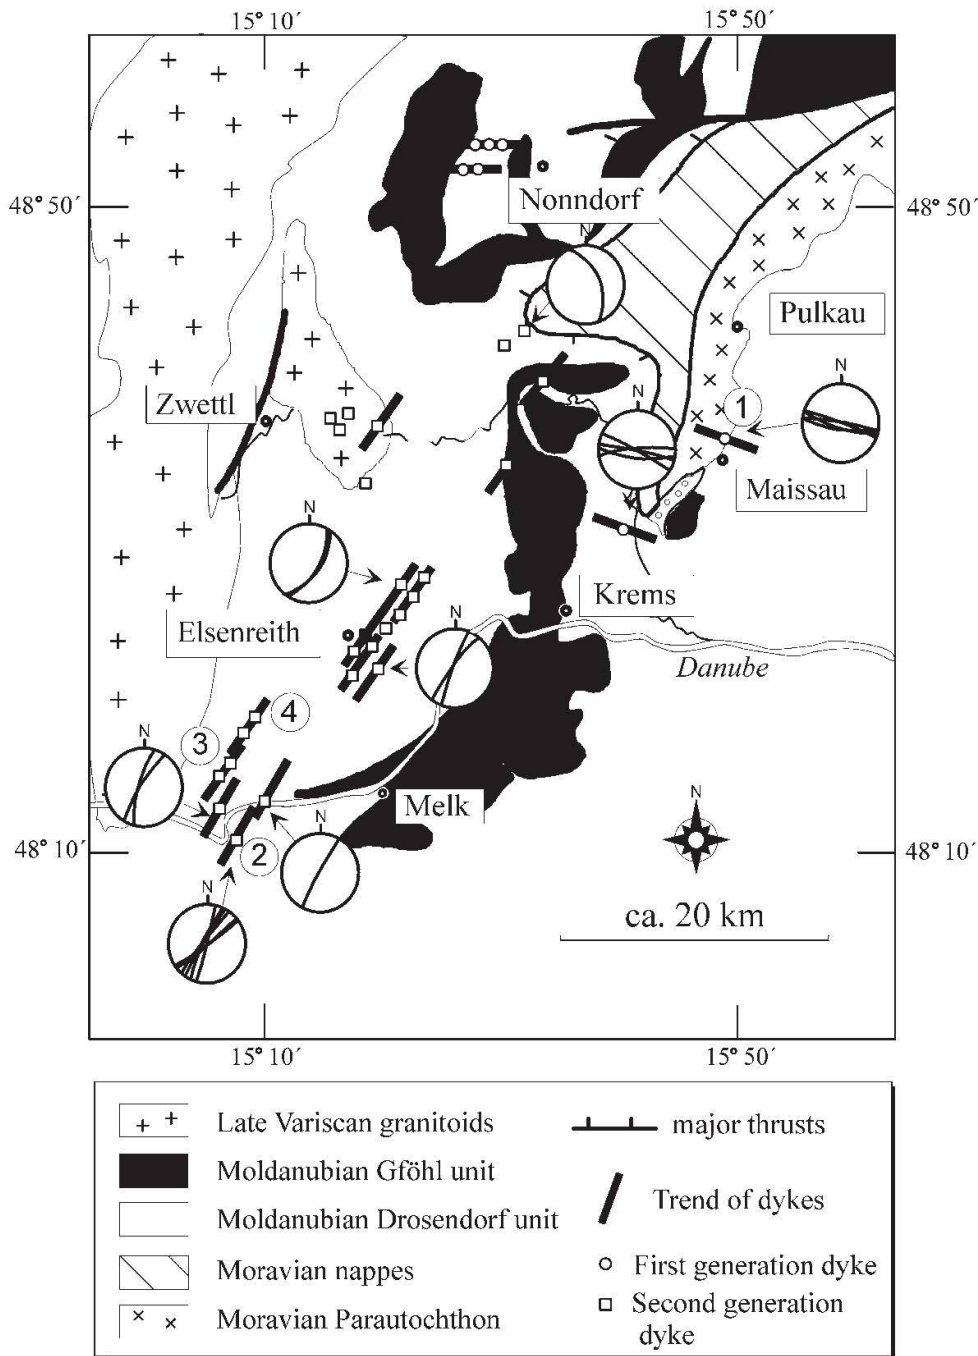 15° 10´
15° 50´
48° 50´
48° 50´
Nonndorf
N
Pulkau
Zwettl
N
N
1
Maissau
N
Elsenreith
Krems
N
Danube
4
3
N
N
Melk
N
48° 10´
48° 10´
2
N
ca. 20 km
15° 10´
15° 50´
Late Variscan granitoids
major thrusts
Moldanubian Gföhl unit
Trend of dykes
Moldanubian Drosendorf unit
Moravian nappes
First generation dyke
Moravian Parautochthon
Second generation
dyke